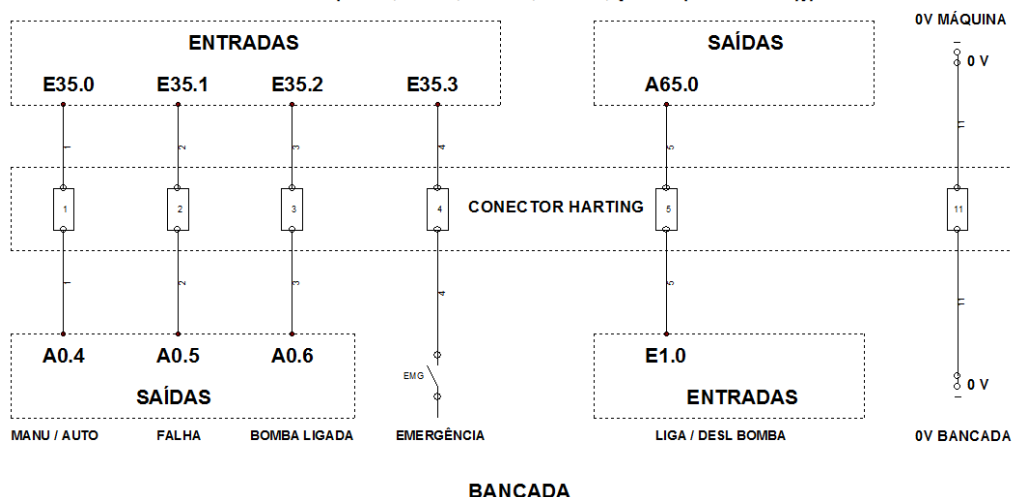 0V MÁQUINA
ENTRADAS
SAÍDAS
0 V
E35.0 E35.1 E35.2 E35.3 A65.0
1 2 3 4 5 11
1 2 3 4 CONECTOR HARTING 5 11
1 2 3 4 5 11
A0.4 A0.5 A0.6 E1.0
EMG
0 V
SAÍDAS ENTRADAS
MANU / AUTO FALHA BOMBA LIGADA EMERGÊNCIA LIGA / DESL BOMBA 0V BANCADA
BANCADA